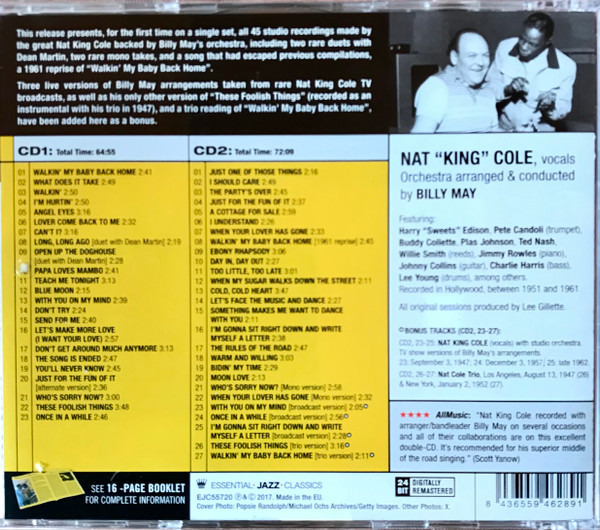 This release presents, for the first time on a single set, all 45 studio recordings made by
the great Nat King Cole backed by Billy May's orchestra, including two rare duets with
Dean Martin, two rare mono takes, and a song that had escaped previous compilations,
a 1961 reprise of "Walkin' My Baby Back Home".
Three live versions of Billy May arrangements taken from rare Nat King Cole TV
broadcasts, as well as his only other version of "These Foolish Things" (recorded as an
instrumental with his trio in 1947), and a trio reading of "Walkin' My Baby Back Home",
have been added here as a bonus.
CD1: Total Time: 64:55
01 WALKIN' MY BABY BACK HOME 2:41
02 WHAT DOES IT TAKE 2:49
03 WALKIN' 2:50
04 I'M HURTIN' 2:50
05 ANGEL EYES 3:16
06 LOVER COME BACK TO ME 2:32
07 CAN'T I? 3:16
08 LONG, LONG AGO [duet with Dean Martin] 2:19
09 OPEN UP THE DOGHOUSE
[duet with Dean Martin] 2:28
PAPA LOVES MAMBO 2:41
11 TEACH ME TONIGHT 3:13
12 BLUE MOON 2:15
13 WITH YOU ON MY MIND 2:39
14 DON'T TRY 2:24
15 SEND FOR ME 2:40
16 LET'S MAKE MORE LOVE
(I WANT YOUR LOVE) 2:57
17 DON'T GET AROUND MUCH ANYMORE 3:13
18 THE SONG IS ENDED 2:47
19 YOU'LL NEVER KNOW 2:45
20 JUST FOR THE FUN OF IT
[alternate version] 2:36
21 WHO'S SORRY NOW? 3:00
22 THESE FOOLISH THINGS 3:48
23 ONCE IN A WHILE 2:46
SEE 16-PAGE BOOKLET
FOR COMPLETE INFORMATION
CD2: Total Time: 72:09
01 JUST ONE OF THOSE THINGS 2:16
02 I SHOULD CARE 2:49
03 THE PARTY'S OVER 2:45
04 JUST FOR THE FUN OF IT 2:37
05 A COTTAGE FOR SALE 2:59
06 I UNDERSTAND 2:26
07 WHEN YOUR LOVER HAS GONE 2:33
08 WALKIN' MY BABY BACK HOME [1961 reprise] 2:45
09 EBONY RHAPSODY 3:06
10 DAY IN, DAY OUT 2:27
11 TOO LITTLE, TOO LATE 3:01
12 WHEN MY SUGAR WALKS DOWN THE STREET 2:11
13 COLD, COLD HEART 3:47
14 LET'S FACE THE MUSIC AND DANCE 2:27
15 SOMETHING MAKES ME WANT TO DANCE
WITH YOU 2:11
16 I'M GONNA SIT RIGHT DOWN AND WRITE
MYSELF A LETTER 2:38
17 THE RULES OF THE ROAD 2:47
18 WARM AND WILLING 3:03
19 BIDIN' MY TIME 2:29
20 MOON LOVE 2:13
21 WHO'S SORRY NOW? [Mono version] 2:58
22 WHEN YOUR LOVER HAS GONE [Mono version] 2:32
23 WITH YOU ON MY MIND [broadcast version] 2:05
24 ONCE IN A WHILE [broadcast version] 2:56
25 I'M GONNA SIT RIGHT DOWN AND WRITE
MYSELF A LETTER [broadcast version] 2:28
26 THESE FOOLISH THINGS [trio version] 3:16
27 WALKIN' MY BABY BACK HOME [trio version] 2:11
NAT "KING" COLE, vocals
Orchestra arranged & conducted
by BILLY MAY
Featuring:
Harry "Sweets" Edison, Pete Candoli (trumpet),
Buddy Collette, Plas Johnson, Ted Nash,
Willie Smith (reeds), Jimmy Rowles (piano),
Johnny Collins (guitar), Charlie Harris (bass),
Lee Young (drums), among others.
Recorded in Hollywood, between 1951 and 1961.
All original sessions produced by Lee Gillette.
BONUS TRACKS (CD2, 23-27):
CD2, 23-25: NAT KING COLE (vocals) with studio orchestra.
TV show versions of Billy May's arrangements.
23: September 3, 1947; 24: December 3, 1957; 25: late 1962.
CD2, 26-27: Nat Cole Trio. Los Angeles, August 13, 1947 (26)
& New York, January 2, 1952 (27).
★★★★ AllMusic: "Nat King Cole recorded with
arranger/bandleader Billy May on several occasions
and all of their collaborations are on this excellent
double-CD. It's recommended for his superior middle
of the road singing." (Scott Yanow)
ESSENTIAL JAZZ CLASSICS
EJC55720 Ⓟ & © 2017. Made in the EU.
Cover Photo: Popsie Randolph/Michael Ochs Archives/Getty Images. Other Photos: X.
24 BIT DIGITALLY REMASTERED
8 436559 462891